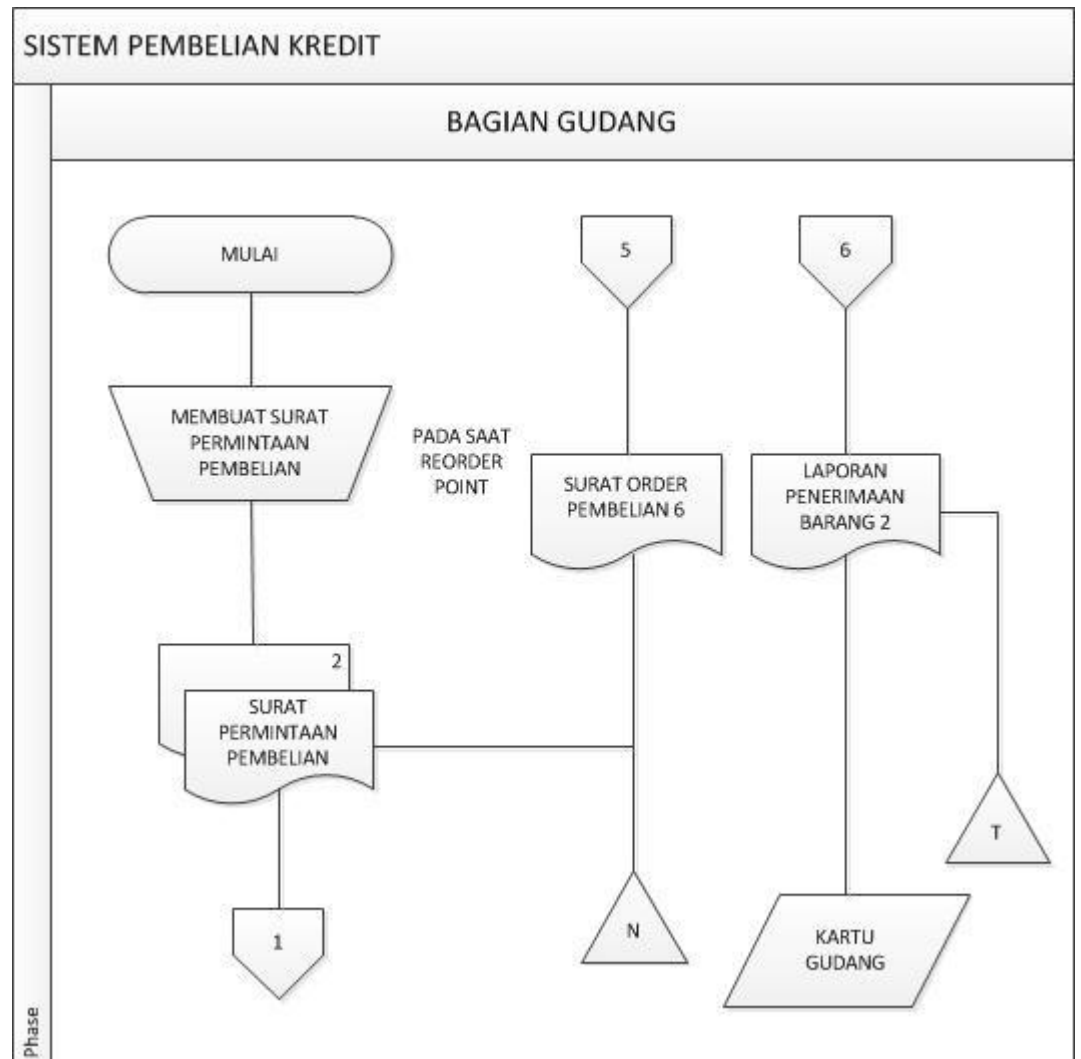 SISTEM PEMBELIAN KREDIT
BAGIAN GUDANG
MULAI
MEMBUAT SURAT
PERMINTAAN
PEMBELIAN
PADA SAAT
REORDER
POINT
2
SURAT
PERMINTAAN
PEMBELIAN
1
5
SURAT ORDER
PEMBELIAN 6
N
6
LAPORAN
PENERIMAAN
BARANG 2
T
KARTU
GUDANG
Phase